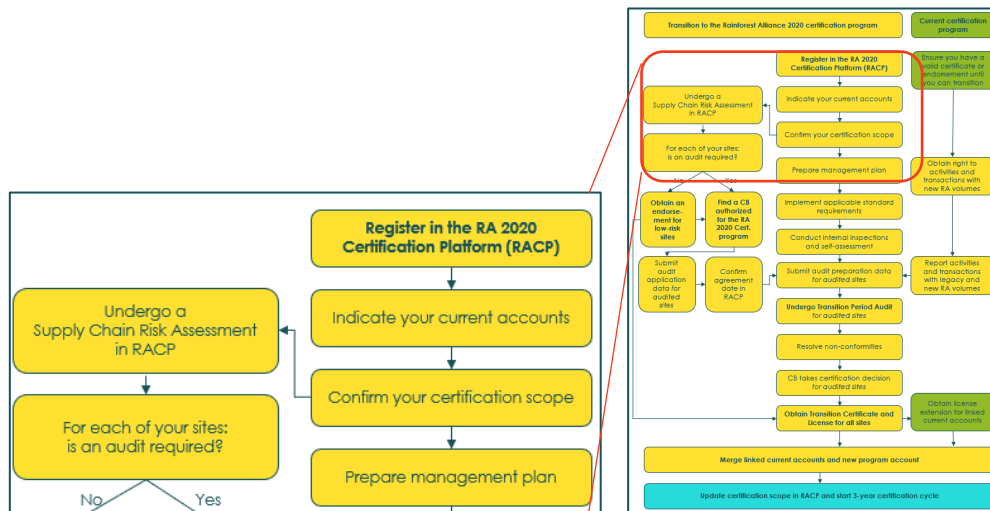 Register in the RA 2020
Certification Platform (RACP)
Undergo a
Supply Chain Risk Assessment
in RACP
Indicate your current accounts
Confirm your certification scope
For each of your sites:
is an audit required?
Prepare management plan
No
Yes
Transition to the Rainforest Alliance 2020 certification program
Current certification
program
Register in the RA 2020
Certification Platform (RACP)
Ensure you have a
valid certificate or
endorsement until
you can transition
Undergo a
Supply Chain Risk Assessment
in RACP
Indicate your current accounts
Confirm your certification scope
For each of your sites:
is an audit required?
Prepare management plan
Obtain right to
activities and
transactions with
new RA volumes
No
Yes
Obtain an
endorse-
ment for
low-risk
sites
Find a CB
authorized
for the RA
2020 Cert.
program
Implement applicable standard
requirements
Conduct internal inspections
and self-assessment
Submit
audit
application
data for
audited
sites
Confirm
agreement
date in
RACP
Submit audit preparation data
for audited sites
Report activities
and transactions
with legacy and
new RA volumes
Undergo Transition Period Audit
for audited sites
Resolve non-conformities
CB takes certification decision
for audited sites
Obtain Transition Certificate and
License for all sites
Obtain license
extension for linked
current accounts
Merge linked current accounts and new program account
Update certification scope in RACP and start 3-year certification cycle